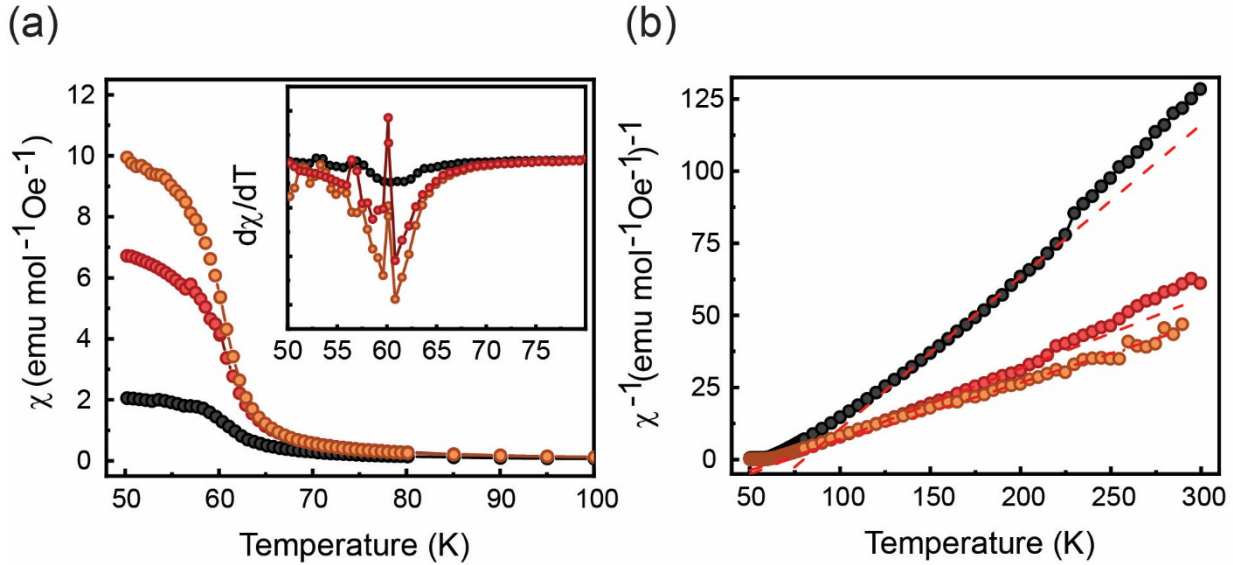 (a)
(b)
12
10
8
6
4
2
0
χ (emu mol⁻¹Oe⁻¹)
dχ/dT
50 55 60 65 70 75
50 60 70 80 90 100
Temperature (K)
125
100
75
50
25
0
χ⁻¹(emu mol⁻¹Oe⁻¹)-1
50 100 150 200 250 300
Temperature (K)